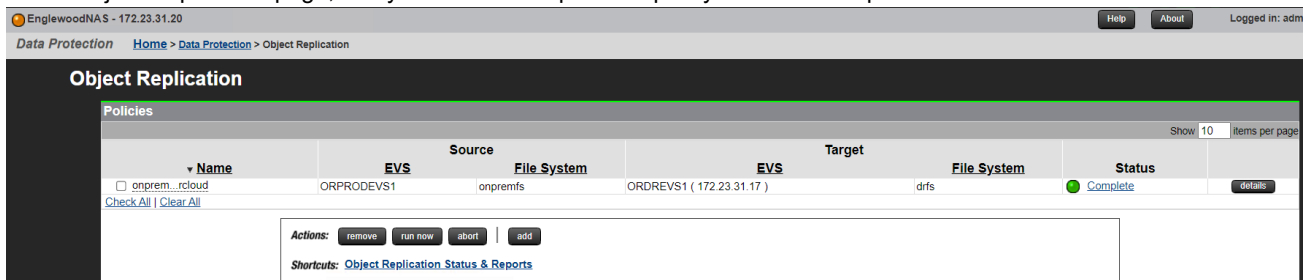 EnglewoodNAS - 172.23.31.20
Help About Logged in: adm
Data Protection Home > Data Protection > Object Replication
Object Replication
Policies
Show 10 items per page
Source Target
Name EVS File System EVS File System Status
onprem...rcloud ORPRODEVS1 onpremfs ORDREVS1 ( 172.23.31.17 ) drfs Complete details
Check All | Clear All
Actions: remove run now abort | add
Shortcuts: Object Replication Status & Reports